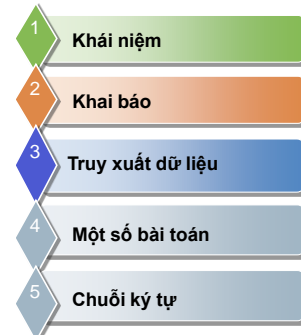 1
Khái niệm
2
Khai báo
3
Truy xuất dữ liệu
4
Một số bài toán
5
Chuỗi ký tự